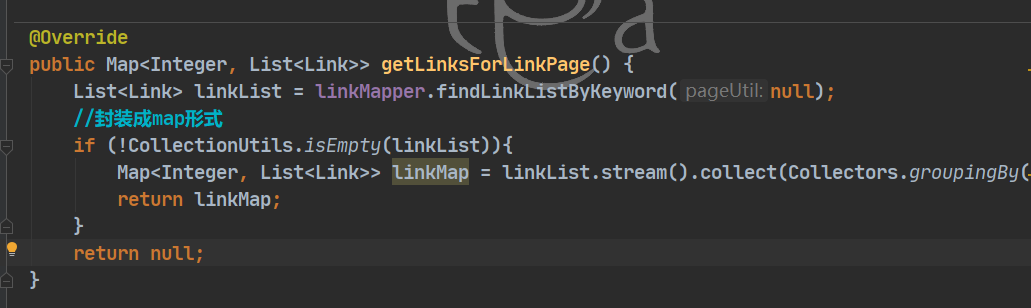 @Override
public Map<Integer, List<Link>> getLinksForLinkPage() {
List<Link> linkList = linkMapper.findLinkListByKeyword( pageUtil: null);
//封装成map形式
if (!CollectionUtils.isEmpty(linkList)){
Map<Integer, List<Link>> linkMap = linkList.stream().collect(Collectors.groupingBy(
return linkMap;
}
return null;
}